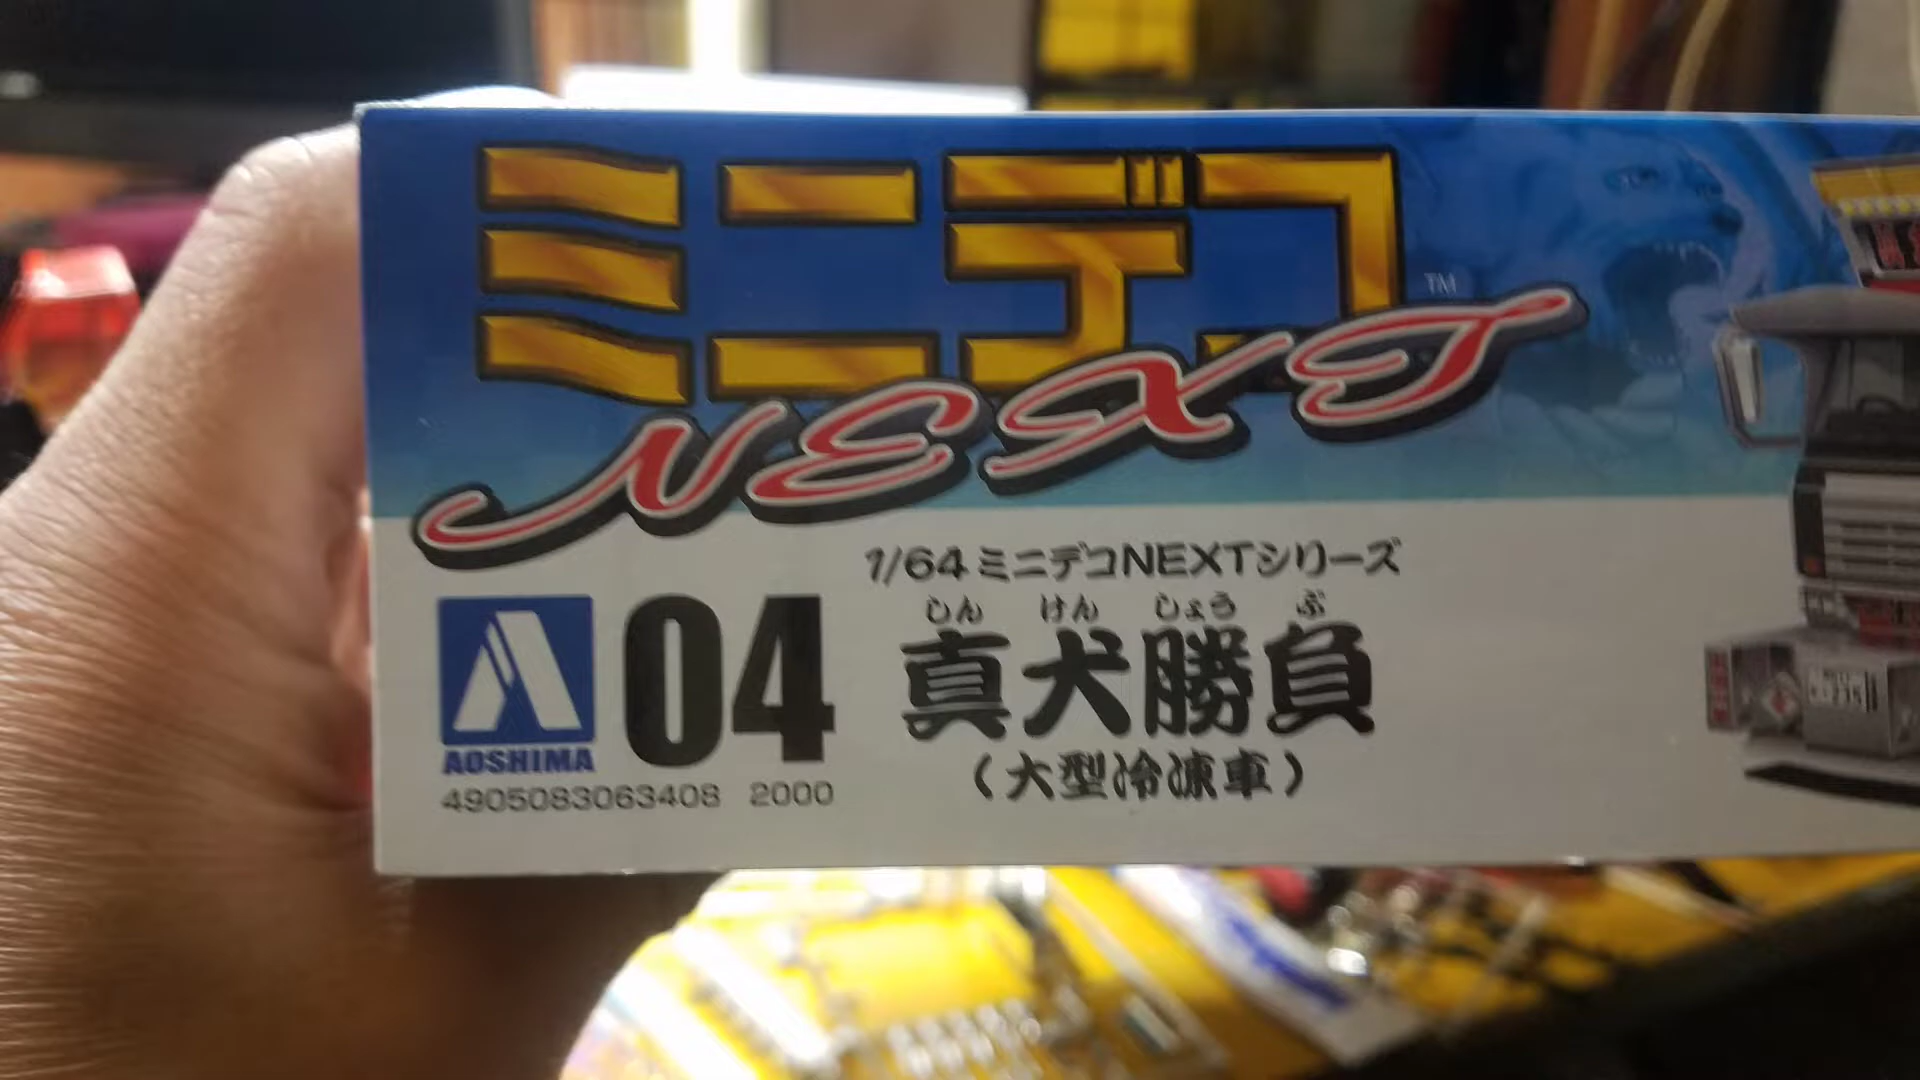 ミニデコ
TM
NEXT
1/64 ミニデコNEXTシリーズ
しん けん しょう ぶ
04 真犬勝負
(大型冷凍車)
AOSHIMA
4905083063408 2000